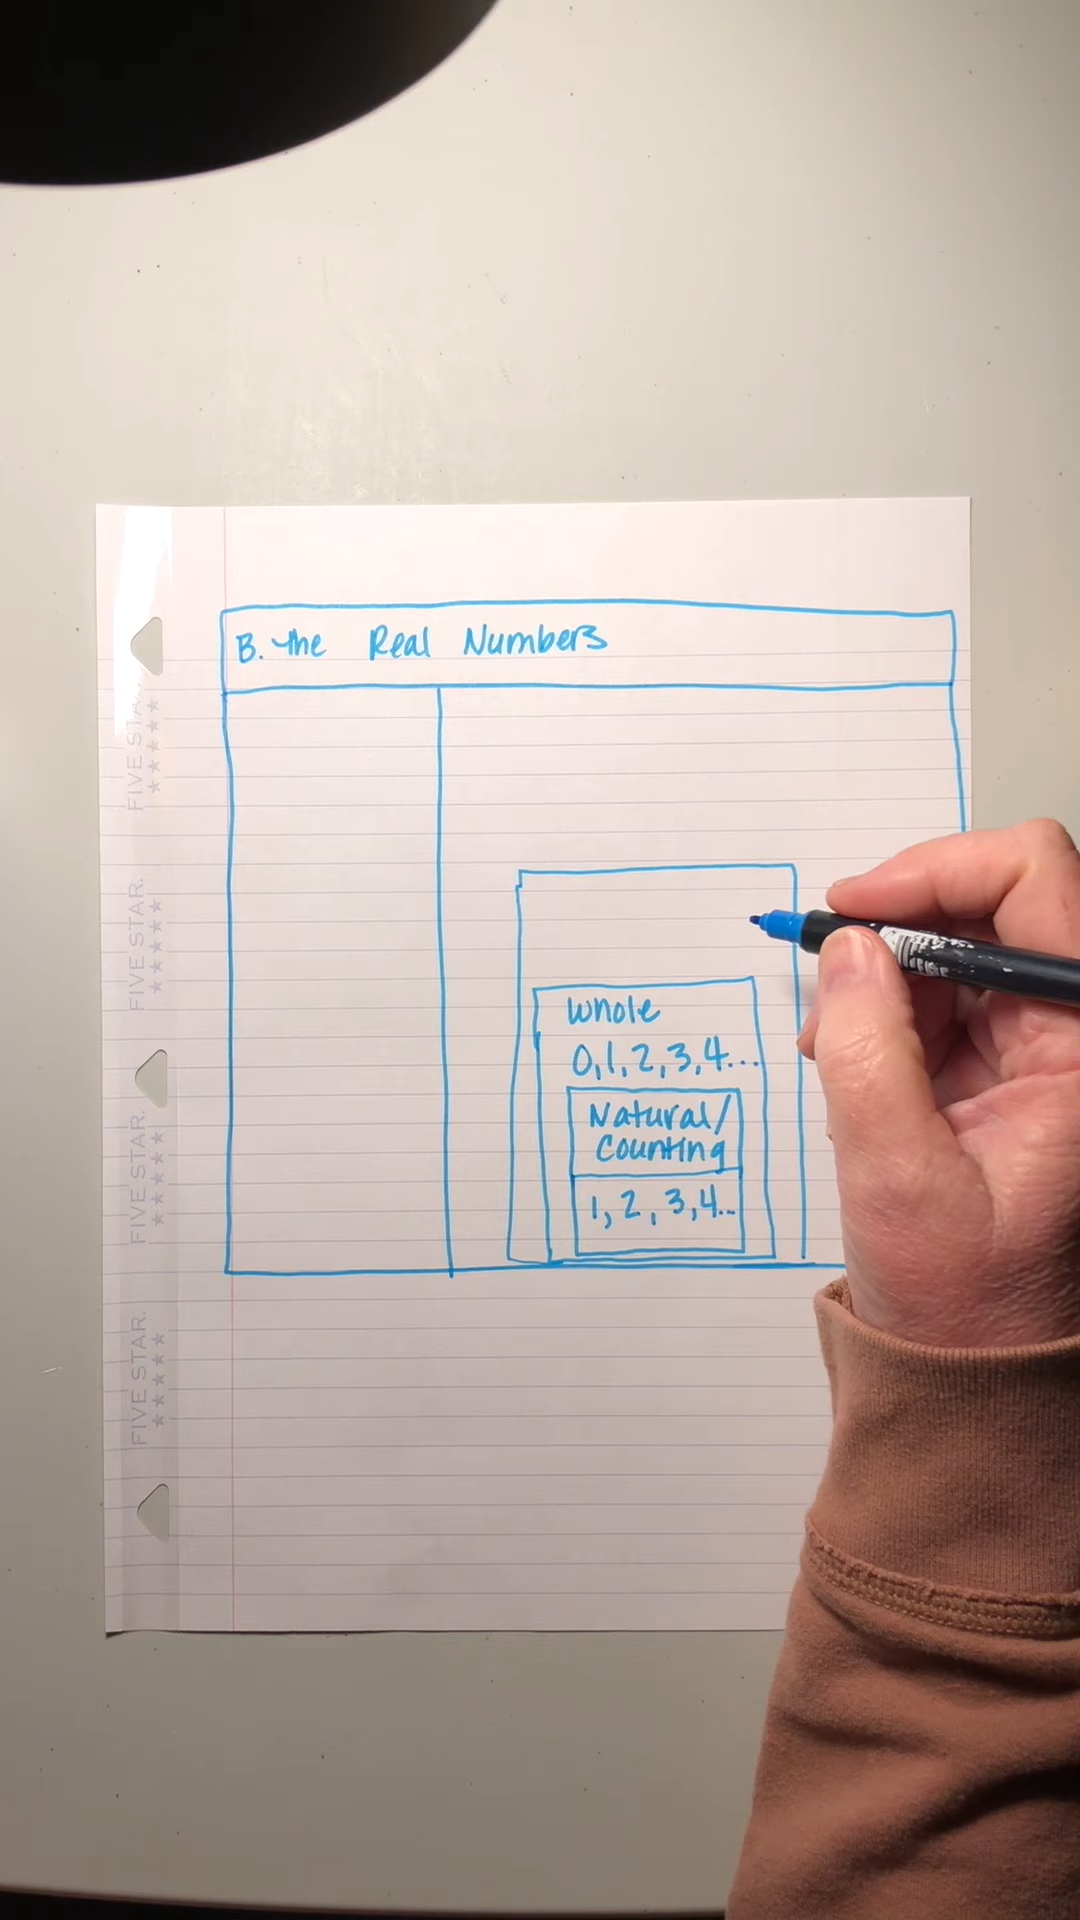 B. The Real Numbers
Whole
0, 1, 2, 3, 4...
Natural/
Counting
1, 2, 3, 4...
FIVE STAR.
FIVE STAR.
FIVE STAR.
FIVE STAR.